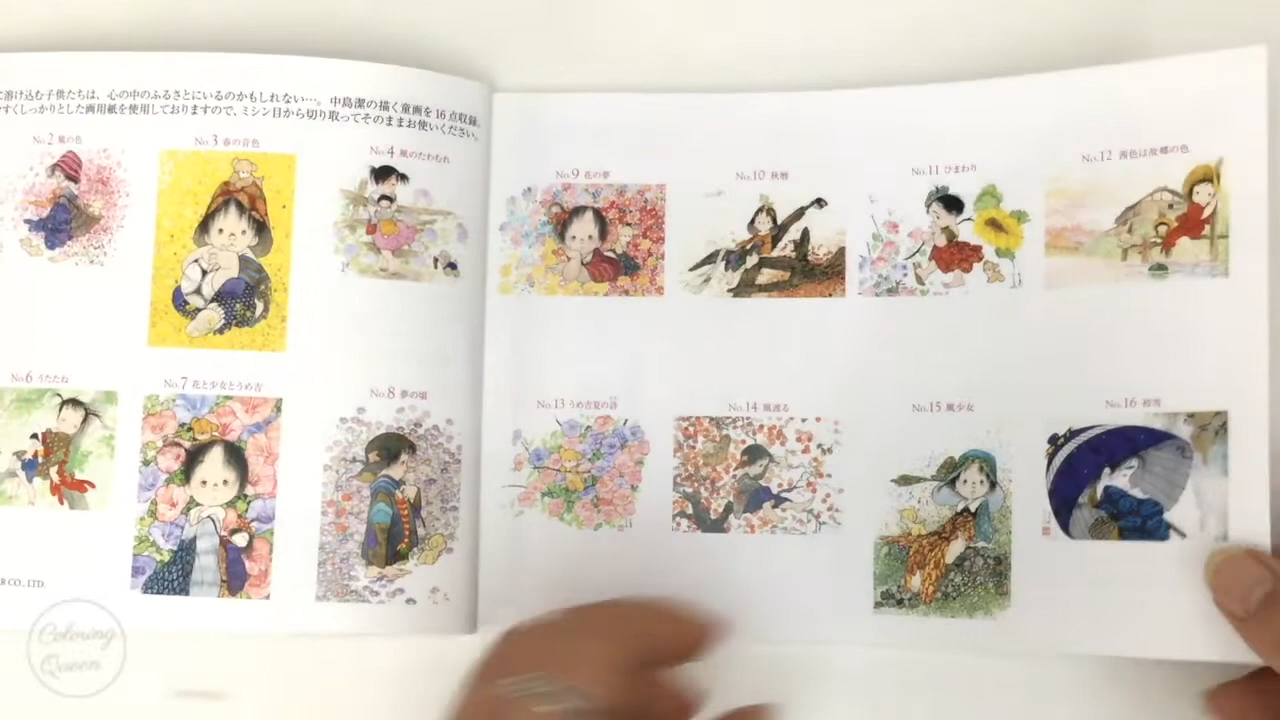 に溶け込む子供たちは、心の中のふるさとにいるのかもしれない…。中島潔の描く童画を16点収録。
やすくしっかりとした画用紙を使用しておりますので、ミシン目から切り取ってそのままお使いください。
No.2 風の色
No.3 春の音色
No.4 風のたわむれ
No.6 うたたね
No.7 花と少女とうめ吉
No.8 夢の頃
R CO., LTD.
No.9 花の夢
No.10 秋暦
No.11 ひまわり
No.12 茜色は故郷の色
No.13 うめ吉夏の詩
No.14 風渡る
No.15 風少女
No.16 初雪
Coloring
Queen